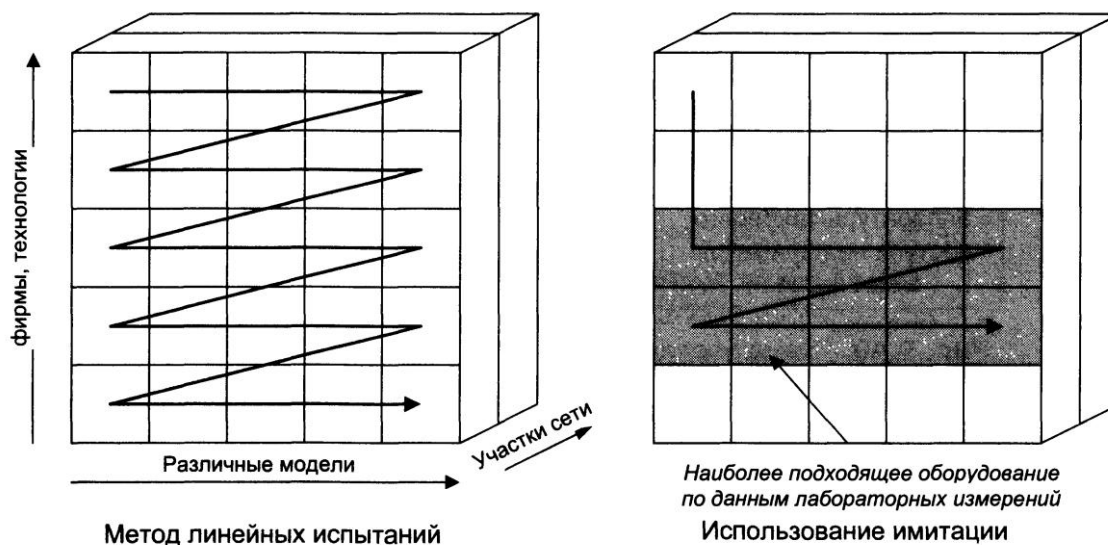 фирмы, технологии
Различные модели
Участки сети
Метод линейных испытаний
Наиболее подходящее оборудование
по данным лабораторных измерений
Использование имитации